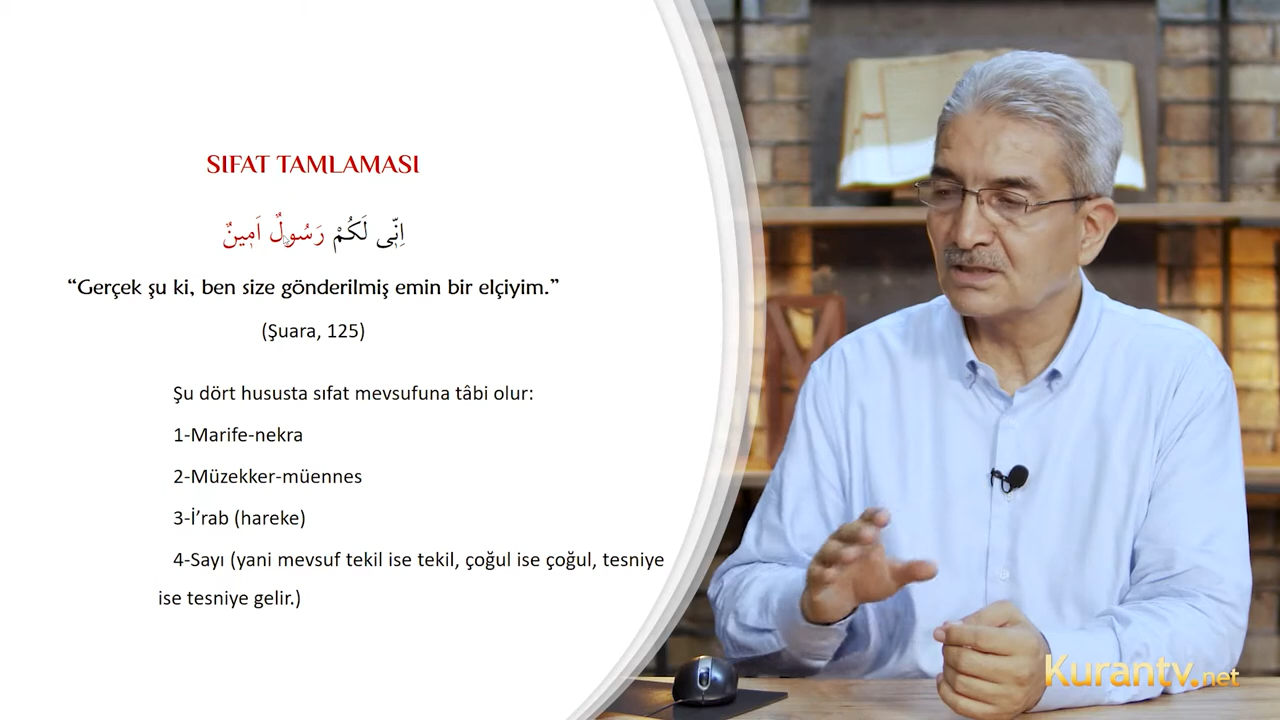 SIFAT TAMLAMASI
اِنّٖى لَكُمْ رَسُولٌ اَمٖينٌ
“Gerçek şu ki, ben size gönderilmiş emin bir elçiyim.”
(Şuara, 125)
Şu dört hususta sıfat mevsufuna tâbi olur:
1-Marife-nekra
2-Müzekker-müennes
3-İ’rab (hareke)
4-Sayı (yani mevsuf tekil ise tekil, çoğul ise çoğul, tesniye
ise tesniye gelir.)
Kurantv.net